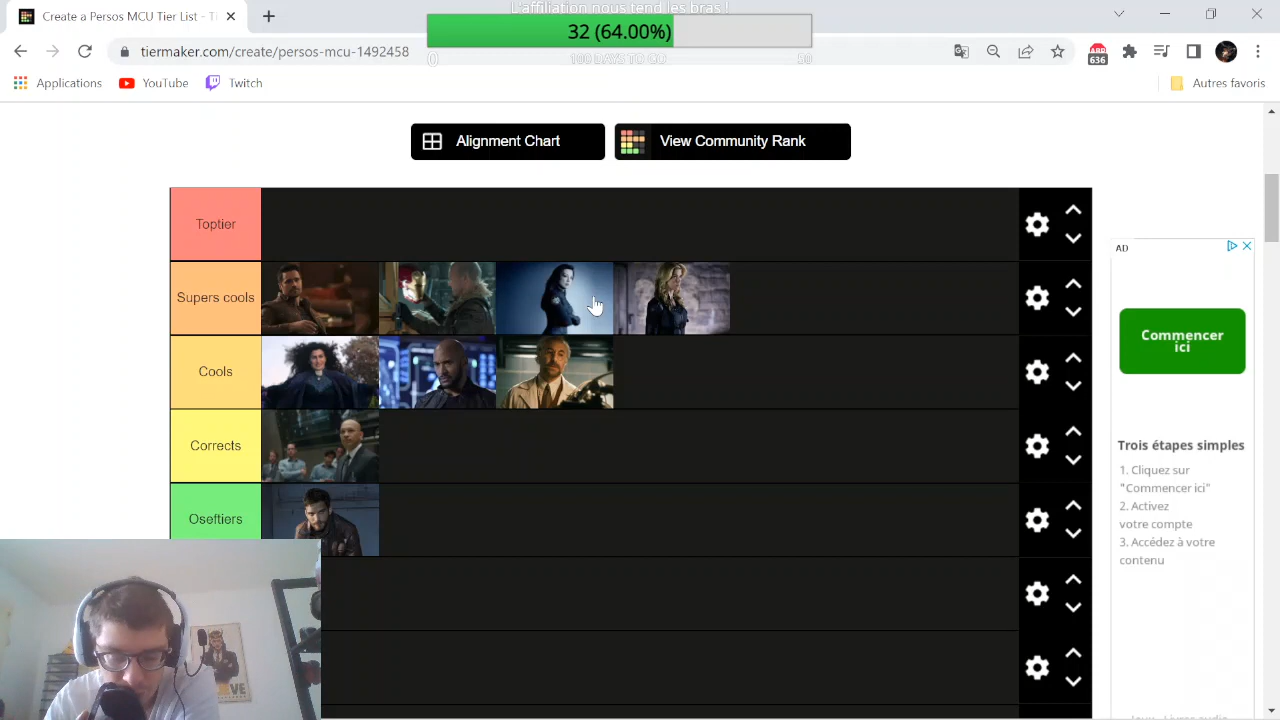 Create a Persos MCU Tier List - Ti
L'affiliation nous tend les bras !
32 (64.00%)
tiermaker.com/create/persos-mcu-1492458
636
Applications
YouTube
Twitch
Autres favoris
Alignment Chart
View Community Rank
Toptier
Supers cools
Cools
Corrects
Oseftiers
AD
Commencer
ici
Trois étapes simples
1. Cliquez sur
"Commencer ici"
2. Activez
votre compte
3. Accédez à votre
contenu